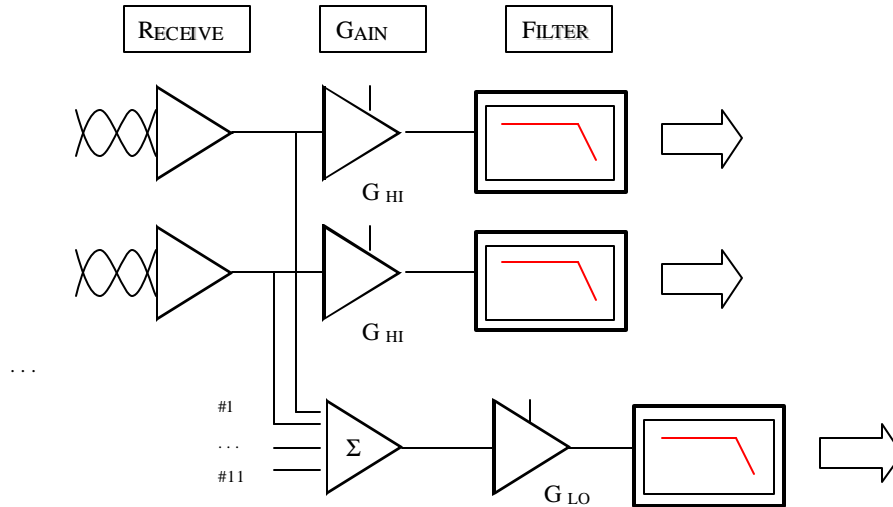 RECEIVE GAIN FILTER
G HI
G HI
. . .
#1
. . .
Σ
#11
G LO